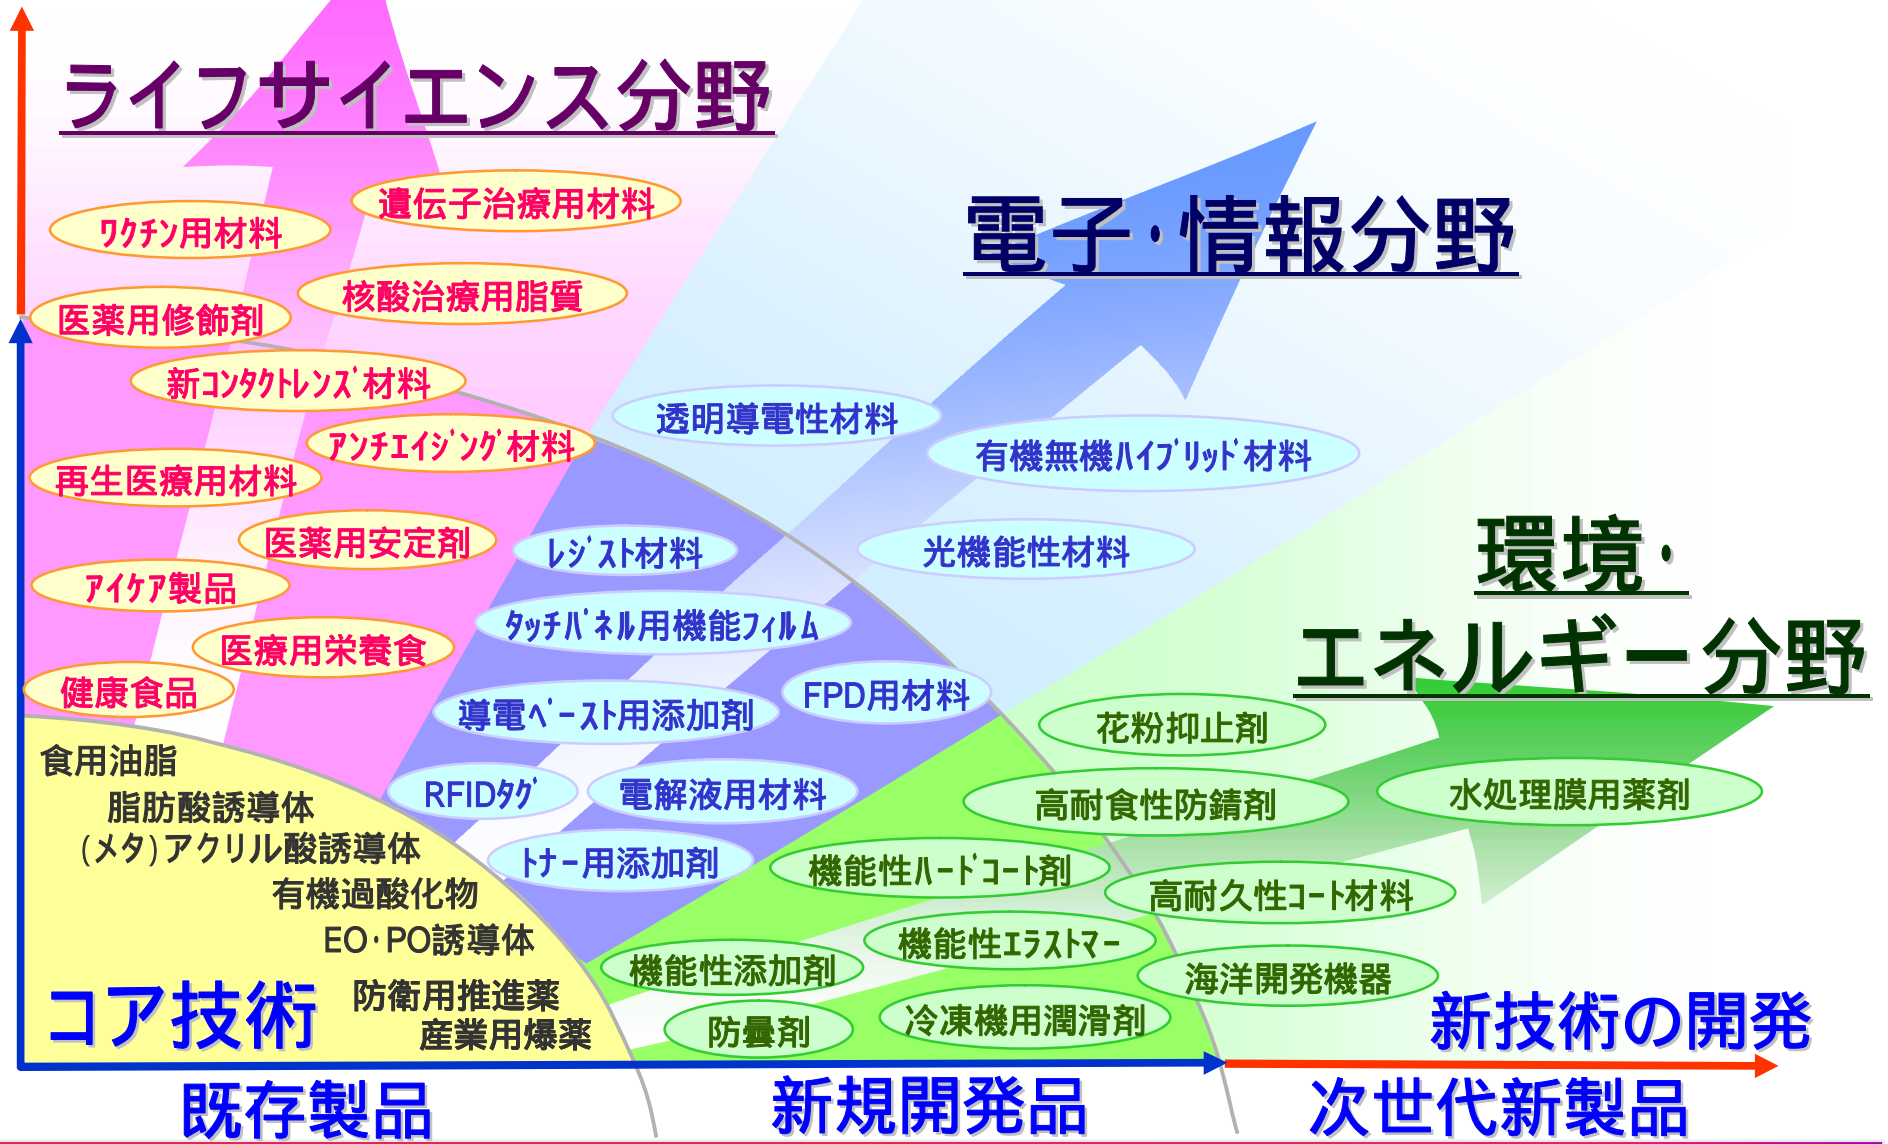 ライフサイエンス分野
遺伝子治療用材料
ﾜｸﾁﾝ用材料
核酸治療用脂質
医薬用修飾剤
新ｺﾝﾀｸﾄﾚﾝｽﾞ材料
ｱﾝﾁｴｲｼﾞﾝｸﾞ材料
再生医療用材料
医薬用安定剤
ｱｲｹｱ製品
医療用栄養食
健康食品
電子･情報分野
透明導電性材料
有機無機ﾊｲﾌﾞﾘｯﾄﾞ材料
ﾚｼﾞｽﾄ材料
光機能性材料
ﾀｯﾁﾊﾟﾈﾙ用機能ﾌｨﾙﾑ
FPD用材料
導電ﾍﾟｰｽﾄ用添加剤
RFIDﾀｸﾞ
電解液用材料
ﾄﾅｰ用添加剤
環境･
エネルギー分野
花粉抑止剤
高耐食性防錆剤
水処理膜用薬剤
機能性ﾊｰﾄﾞｺｰﾄ剤
高耐久性ｺｰﾄ材料
機能性ｴﾗｽﾄﾏｰ
機能性添加剤
海洋開発機器
冷凍機用潤滑剤
防曇剤
食用油脂
脂肪酸誘導体
(メタ)アクリル酸誘導体
有機過酸化物
EO･PO誘導体
コア技術
防衛用推進薬
産業用爆薬
新技術の開発
既存製品
新規開発品
次世代新製品